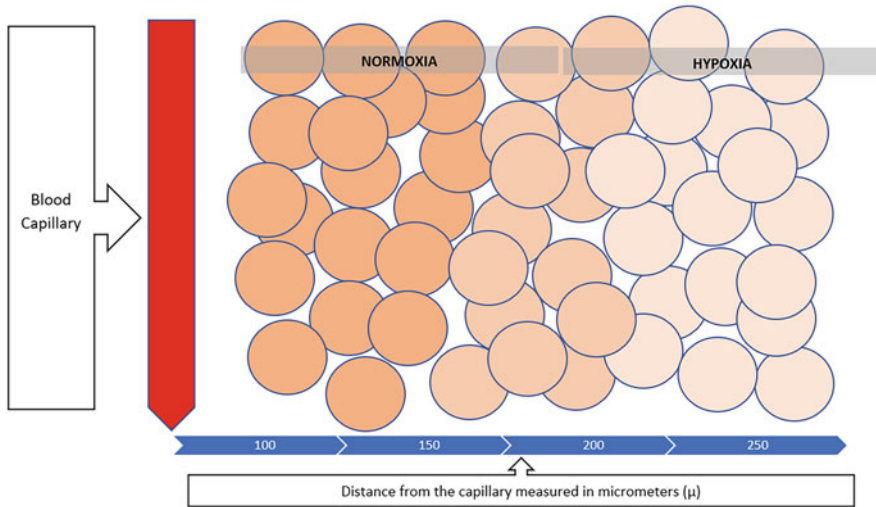 NORMOXIA
HYPOXIA
Blood
Capillary
100
150
200
250
Distance from the capillary measured in micrometers (μ)